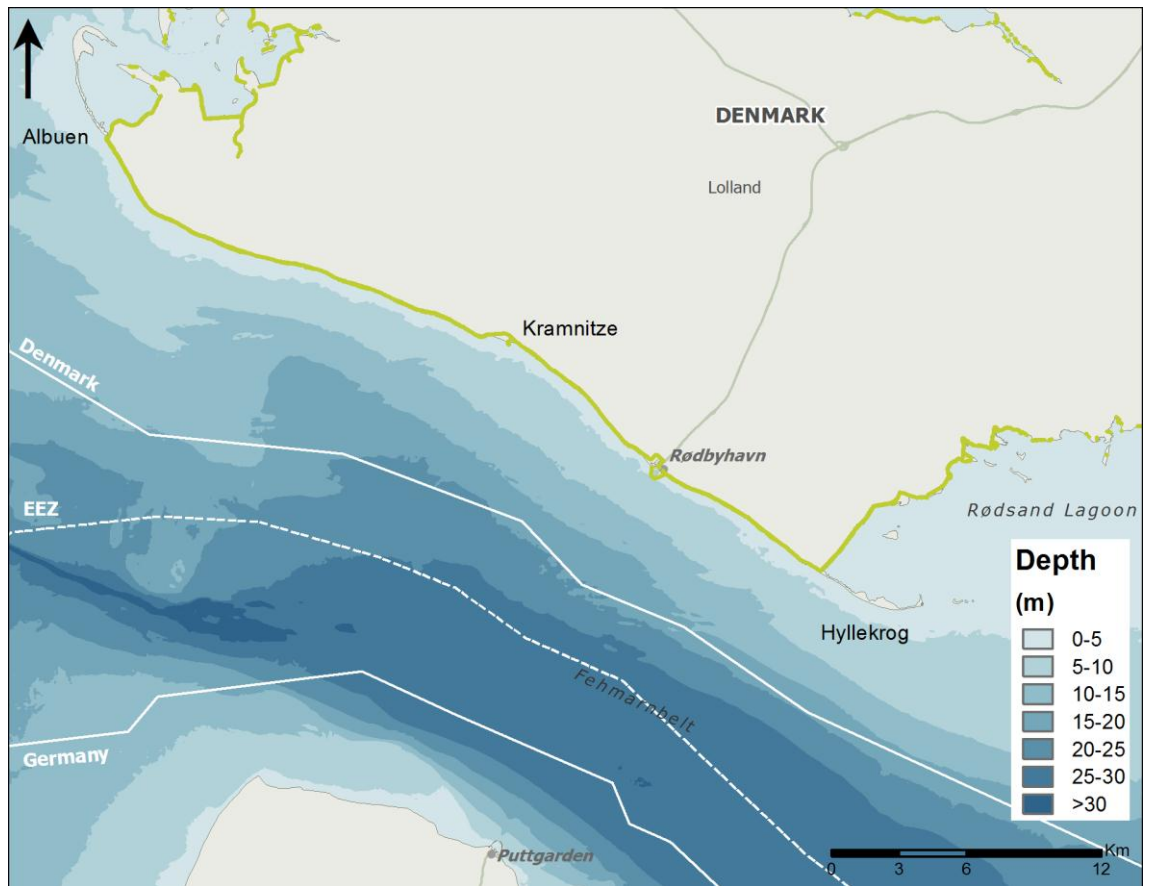 Albuen
DENMARK
Lolland
Kramnitze
Denmark
Rødbyhavn
EEZ
Rødsand Lagoon
Hyllekrog
Fehmarnbelt
Germany
Puttgarden
Depth
(m)
0-5
5-10
10-15
15-20
20-25
25-30
>30
Km
0 3 6 12